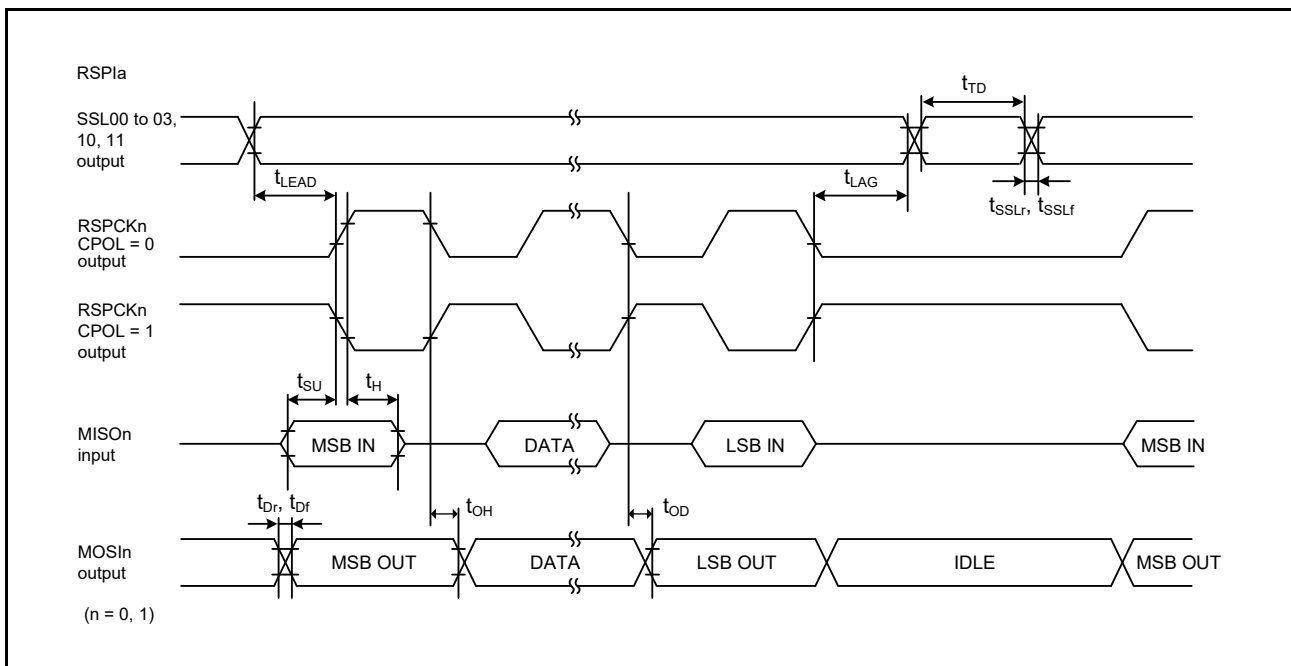 RSPIa
SSL00 to 03,
10, 11
output
tTD
tLEAD
tLAG
tSSLr, tSSLf
RSPCKn
CPOL = 0
output
RSPCKn
CPOL = 1
output
tSU
tH
MISOn
input
MSB IN
DATA
LSB IN
MSB IN
tDr, tDf
tOH
tOD
MOSIn
output
MSB OUT
DATA
LSB OUT
IDLE
MSB OUT
(n = 0, 1)